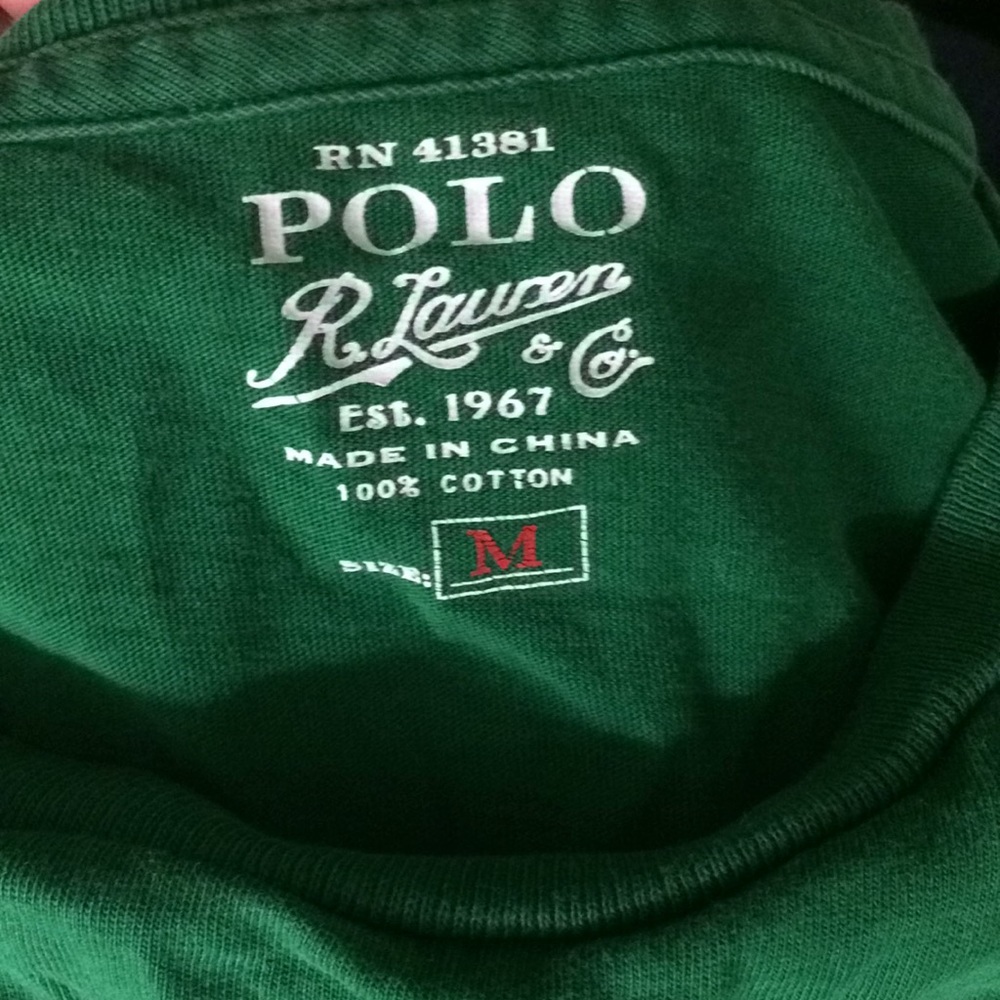 RN 41381
POLO
R. Lauren
& Co.
Est. 1967
MADE IN CHINA
100% COTTON
SIZE: M